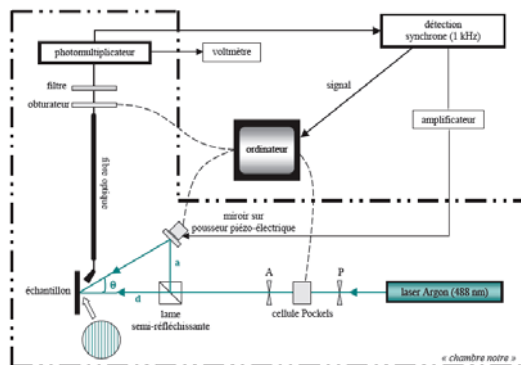 détection
synchrone (1 kHz)
photomultiplicateur
voltmètre
filtre
obturateur
signal
amplificateur
ordinateur
fibre optique
miroir sur
pousseur piézo-électrique
a
A
P
θ
échantillon
d
laser Argon (488 nm)
lame
semi-réfléchissante
cellule Pockels
« chambre noire »